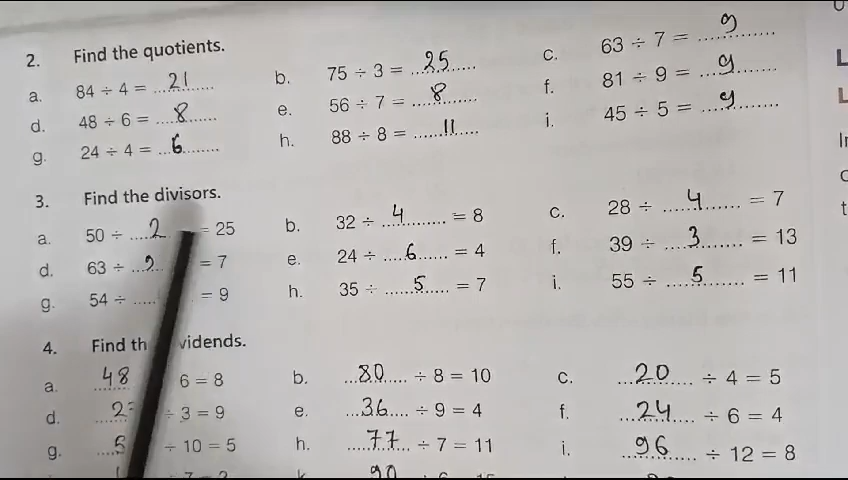 2. Find the quotients.
a. 84 ÷ 4 = ...21... b. 75 ÷ 3 = ...25... c. 63 ÷ 7 = ...9...
d. 48 ÷ 6 = ...8... e. 56 ÷ 7 = ...8... f. 81 ÷ 9 = ...9...
g. 24 ÷ 4 = ...6... h. 88 ÷ 8 = ...11... i. 45 ÷ 5 = ...9...
3. Find the divisors.
a. 50 ÷ ...2 = 25 b. 32 ÷ ...4... = 8 c. 28 ÷ ...4... = 7
d. 63 ÷ ...9 = 7 e. 24 ÷ ...6... = 4 f. 39 ÷ ...3... = 13
g. 54 ÷ ... = 9 h. 35 ÷ ...5... = 7 i. 55 ÷ ...5... = 11
4. Find th vidends.
a. ...48 6 = 8 b. ...80... ÷ 8 = 10 c. ...20... ÷ 4 = 5
d. ...2 ÷ 3 = 9 e. ...36... ÷ 9 = 4 f. ...24... ÷ 6 = 4
g. ...5 ÷ 10 = 5 h. ...77... ÷ 7 = 11 i. ...96... ÷ 12 = 8
90